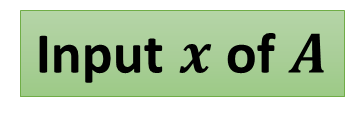 Input x of A